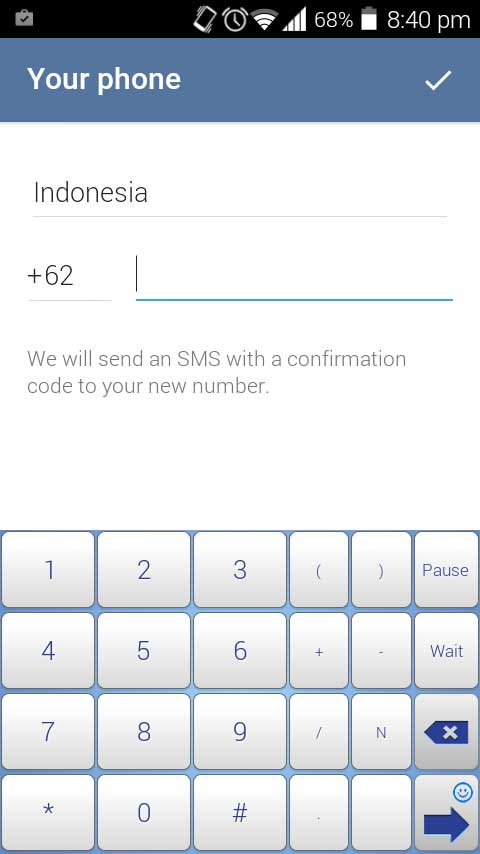 68% 8:40 pm
Your phone
Indonesia
+62
We will send an SMS with a confirmation
code to your new number.
1 2 3 ( ) Pause
4 5 6 + - Wait
7 8 9 / N
* 0 # .